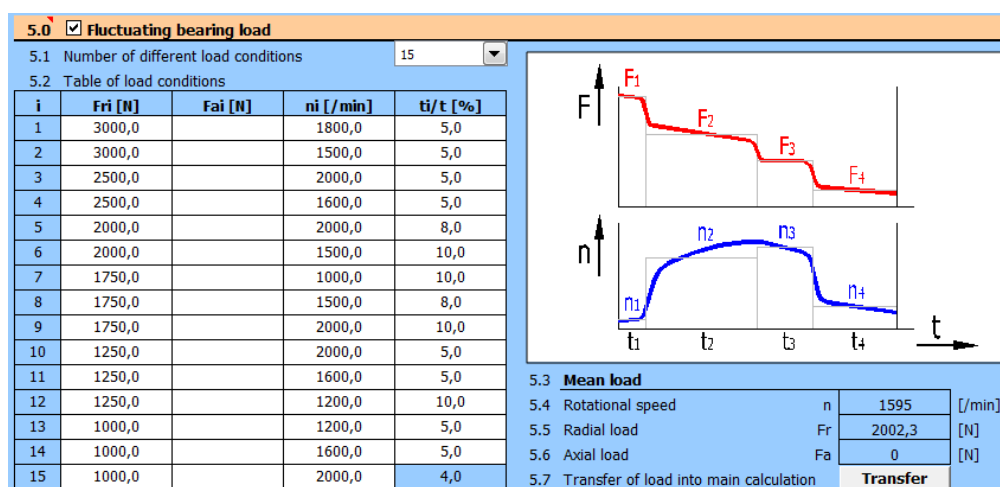 5.0 Fluctuating bearing load
5.1 Number of different load conditions 15
5.2 Table of load conditions
i Fri [N] Fai [N] ni [/min] ti/t [%]
1 3000,0 1800,0 5,0
2 3000,0 1500,0 5,0
3 2500,0 2000,0 5,0
4 2500,0 1600,0 5,0
5 2000,0 2000,0 8,0
6 2000,0 1500,0 10,0
7 1750,0 1000,0 10,0
8 1750,0 1500,0 8,0
9 1750,0 2000,0 10,0
10 1250,0 2000,0 5,0
11 1250,0 1600,0 5,0
12 1250,0 1200,0 10,0
13 1000,0 1200,0 5,0
14 1000,0 1600,0 5,0
15 1000,0 2000,0 4,0
F F1 F2 F3 F4
n n1 n2 n3 n4
t1 t2 t3 t4 t
5.3 Mean load
5.4 Rotational speed n 1595 [/min]
5.5 Radial load Fr 2002,3 [N]
5.6 Axial load Fa 0 [N]
5.7 Transfer of load into main calculation Transfer